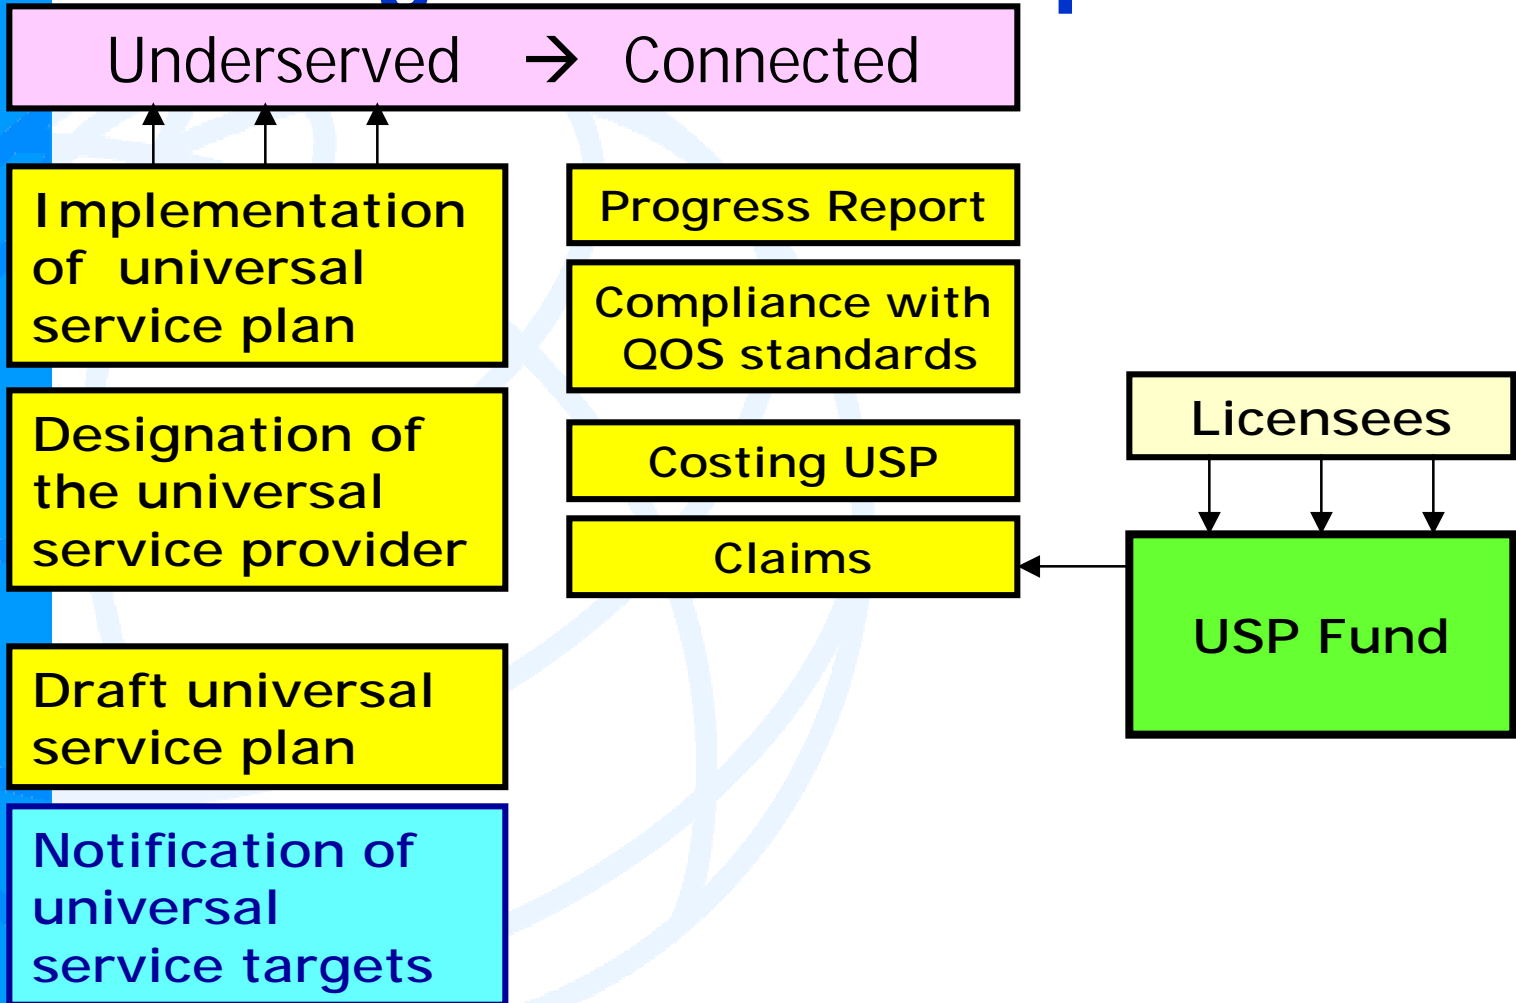 Underserved → Connected
Implementation
of universal
service plan
Designation of
the universal
service provider
Draft universal
service plan
Notification of
universal
service targets
Progress Report
Compliance with
QOS standards
Costing USP
Claims
Licensees
USP Fund